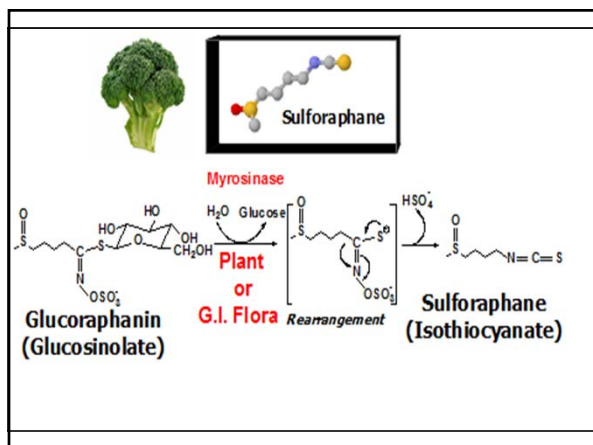 Sulforaphane
Myrosinase
H₂O Glucose
HSO₄⁻
O
HO
HO
S
O
OH
CH₂OH
N
OSO₃⁻
Plant
or
G.I. Flora
O
S
S⊖
N
OSO₃⁻
Rearrangement
O
S
N=C=S
Glucoraphanin
(Glucosinolate)
Sulforaphane
(Isothiocyanate)